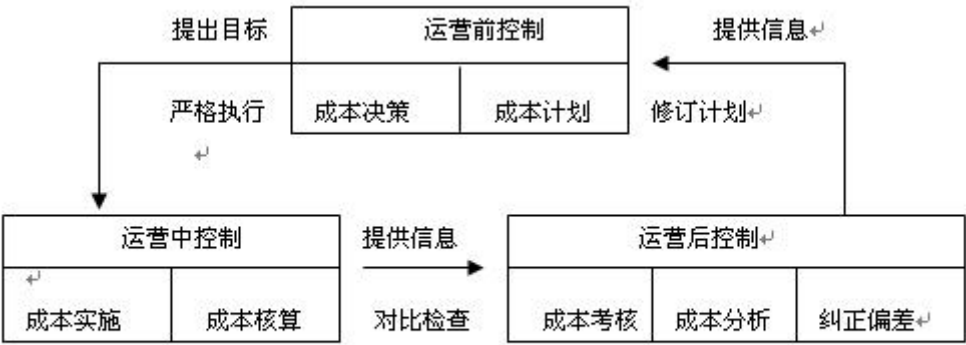 提出目标 运营前控制 提供信息
严格执行 成本决策 成本计划 修订计划
运营中控制 提供信息 运营后控制
成本实施 成本核算 对比检查 成本考核 成本分析 纠正偏差